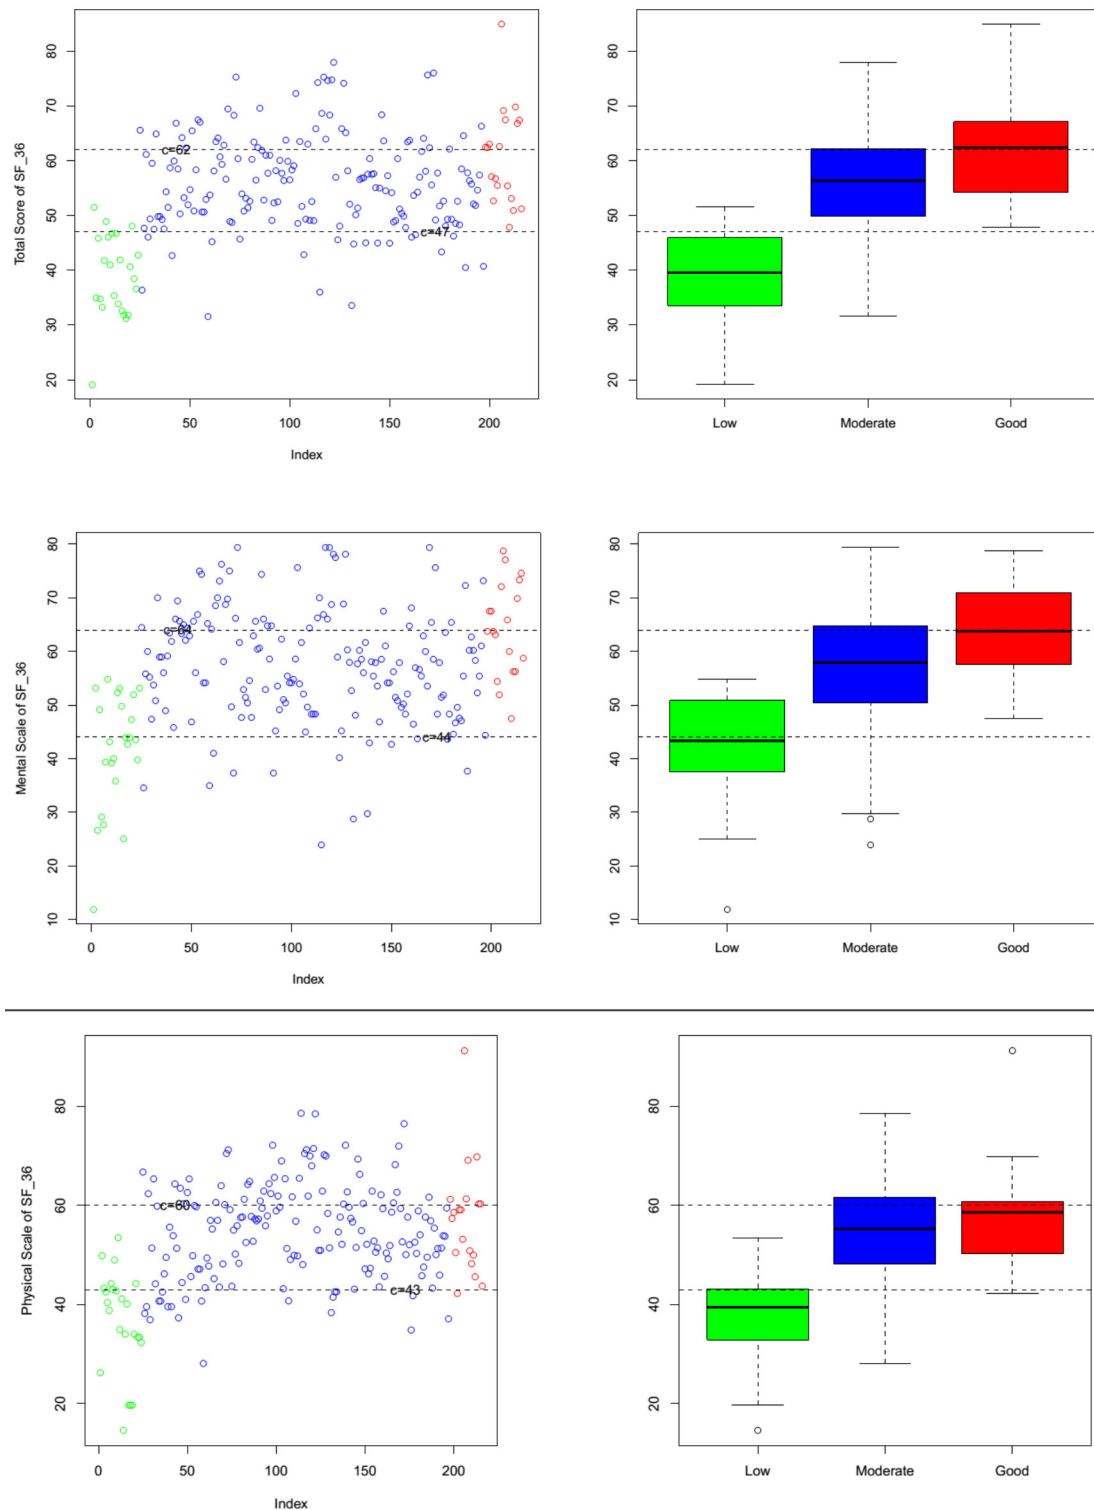 Total Score of SF_36
80
70
60
50
40
30
20
c=62
c=47
0 50 100 150 200
Index
80
70
60
50
40
30
20
Low Moderate Good
Mental Scale of SF_36
80
70
60
50
40
30
20
10
c=64
c=44
0 50 100 150 200
Index
80
70
60
50
40
30
20
10
Low Moderate Good
Physical Scale of SF_36
80
60
40
20
c=60
c=43
0 50 100 150 200
Index
80
60
40
20
Low Moderate Good